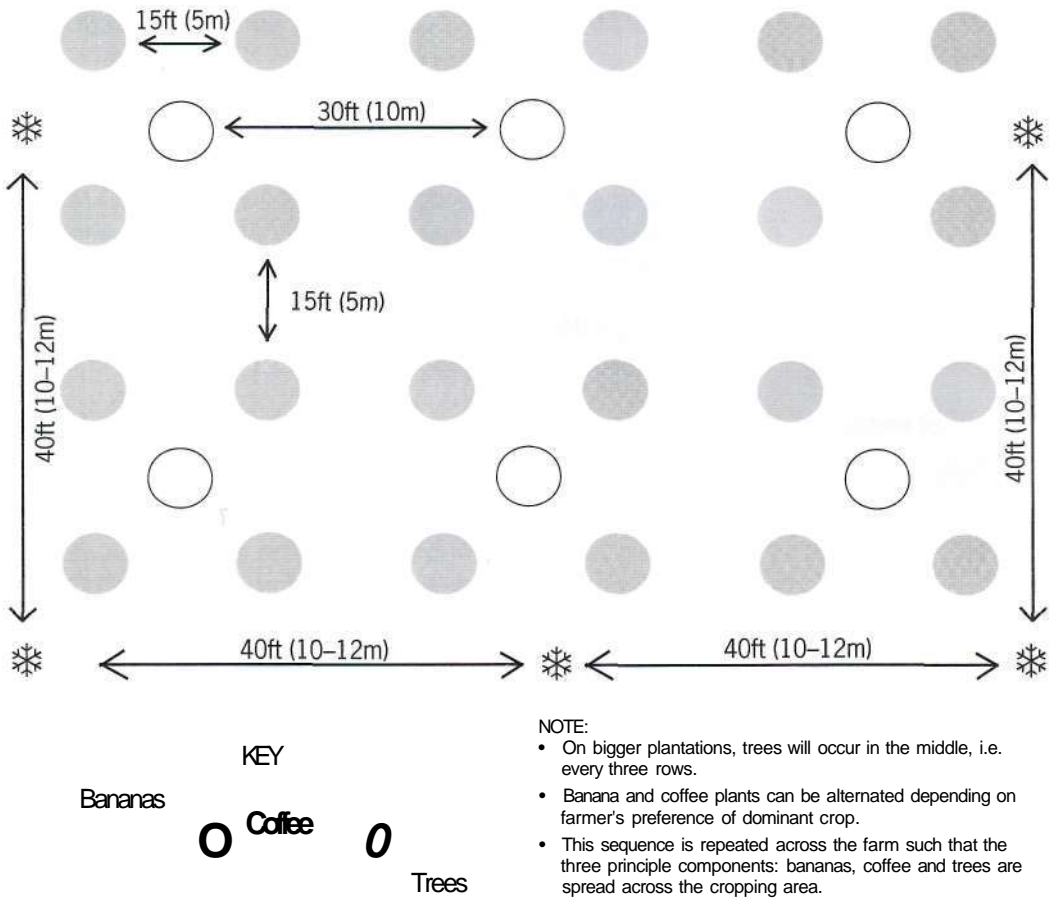 15ft (5m)
30ft (10m)
15ft (5m)
40ft (10–12m)
40ft (10–12m)
40ft (10–12m)
40ft (10–12m)
KEY
Bananas
O Coffee O
Trees
NOTE:
• On bigger plantations, trees will occur in the middle, i.e.
every three rows.
• Banana and coffee plants can be alternated depending on
farmer's preference of dominant crop.
• This sequence is repeated across the farm such that the
three principle components: bananas, coffee and trees are
spread across the cropping area.